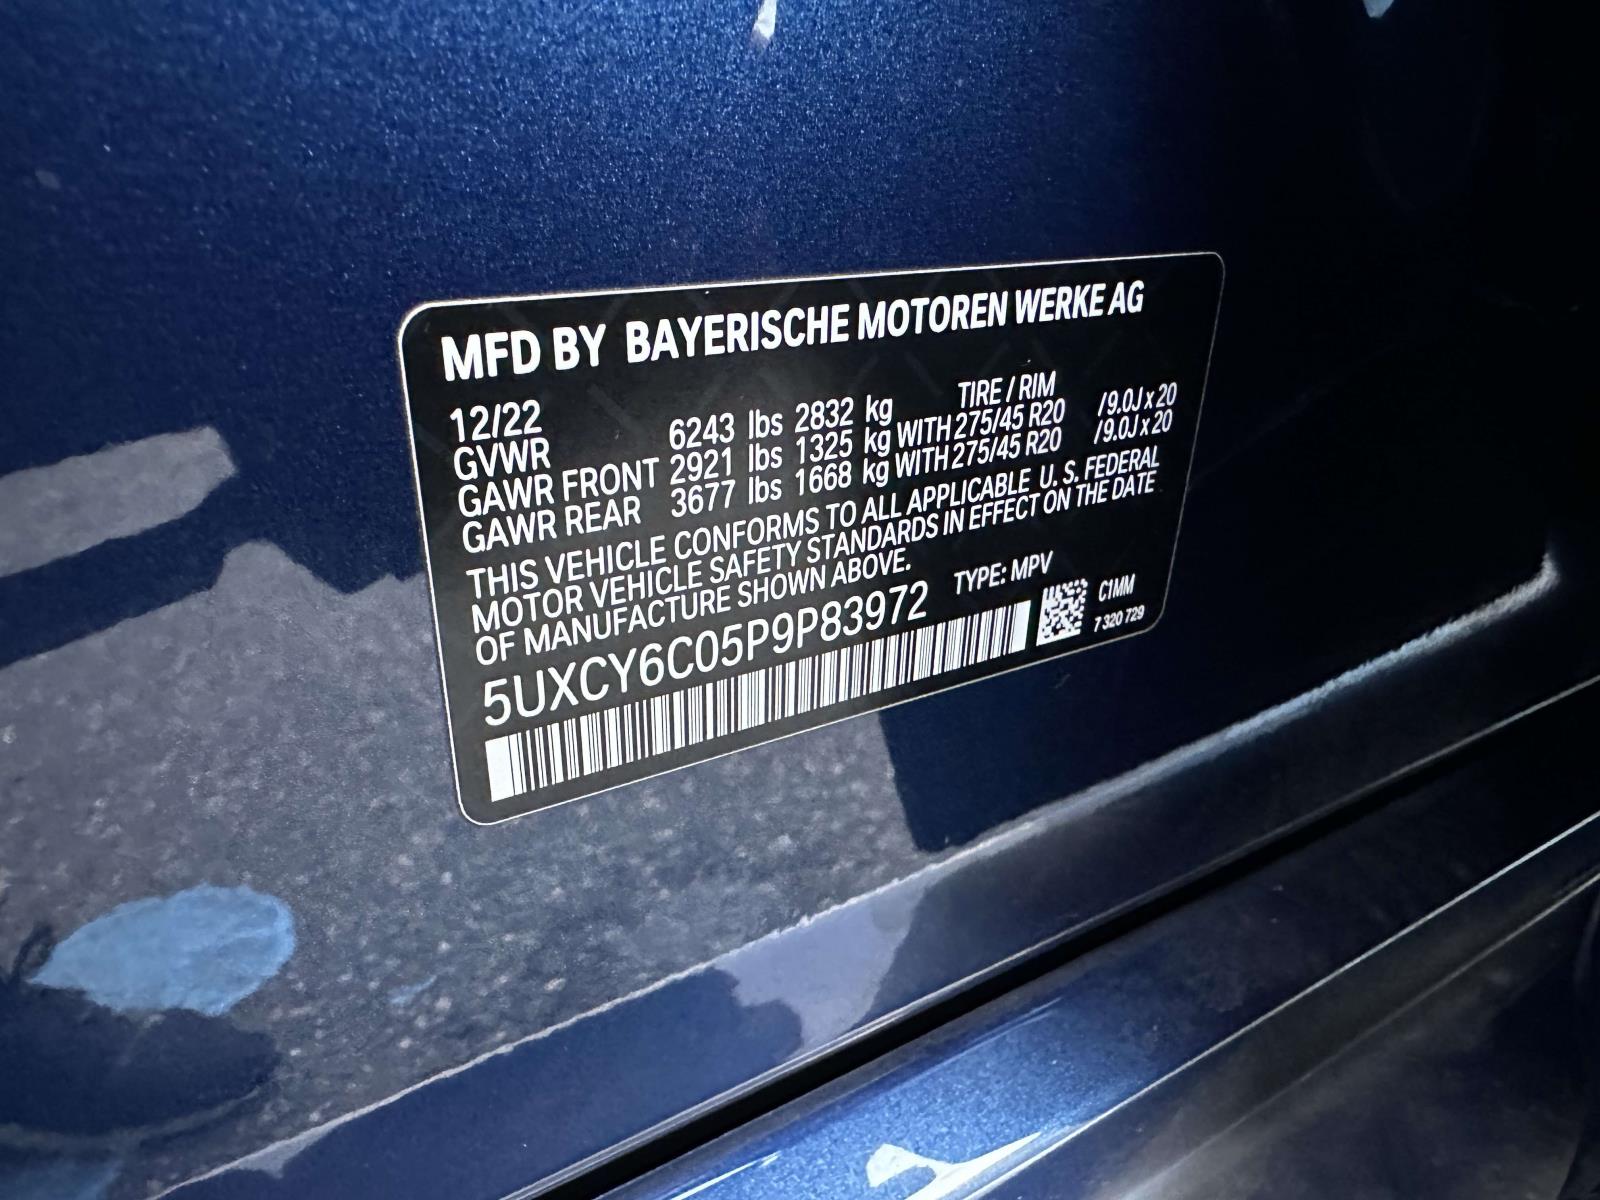 MFD BY BAYERISCHE MOTOREN WERKE AG
12/22 TIRE / RIM
GVWR 6243 lbs 2832 kg
GAWR FRONT 2921 lbs 1325 kg WITH 275/45 R20 /9.0J x 20
GAWR REAR 3677 lbs 1668 kg WITH 275/45 R20 /9.0J x 20
THIS VEHICLE CONFORMS TO ALL APPLICABLE U. S. FEDERAL
MOTOR VEHICLE SAFETY STANDARDS IN EFFECT ON THE DATE
OF MANUFACTURE SHOWN ABOVE.
5UXCY6C05P9P83972 TYPE: MPV
C1MM
7 320 729